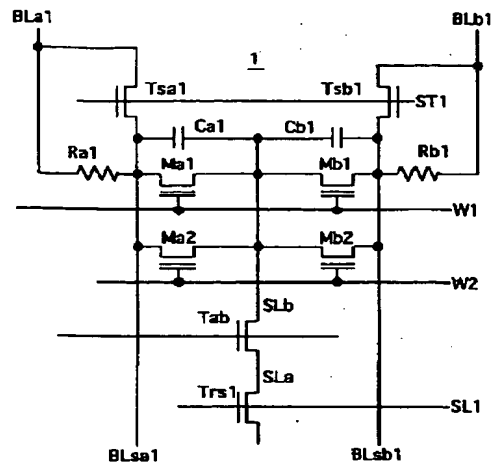 BLa1
BLb1
1
Tsa1
Tsb1
ST1
Ca1
Cb1
Ra1
Ma1
Mb1
Rb1
W1
Ma2
Mb2
W2
SLb
Tab
SLa
Trs1
SL1
BLsa1
BLsb1